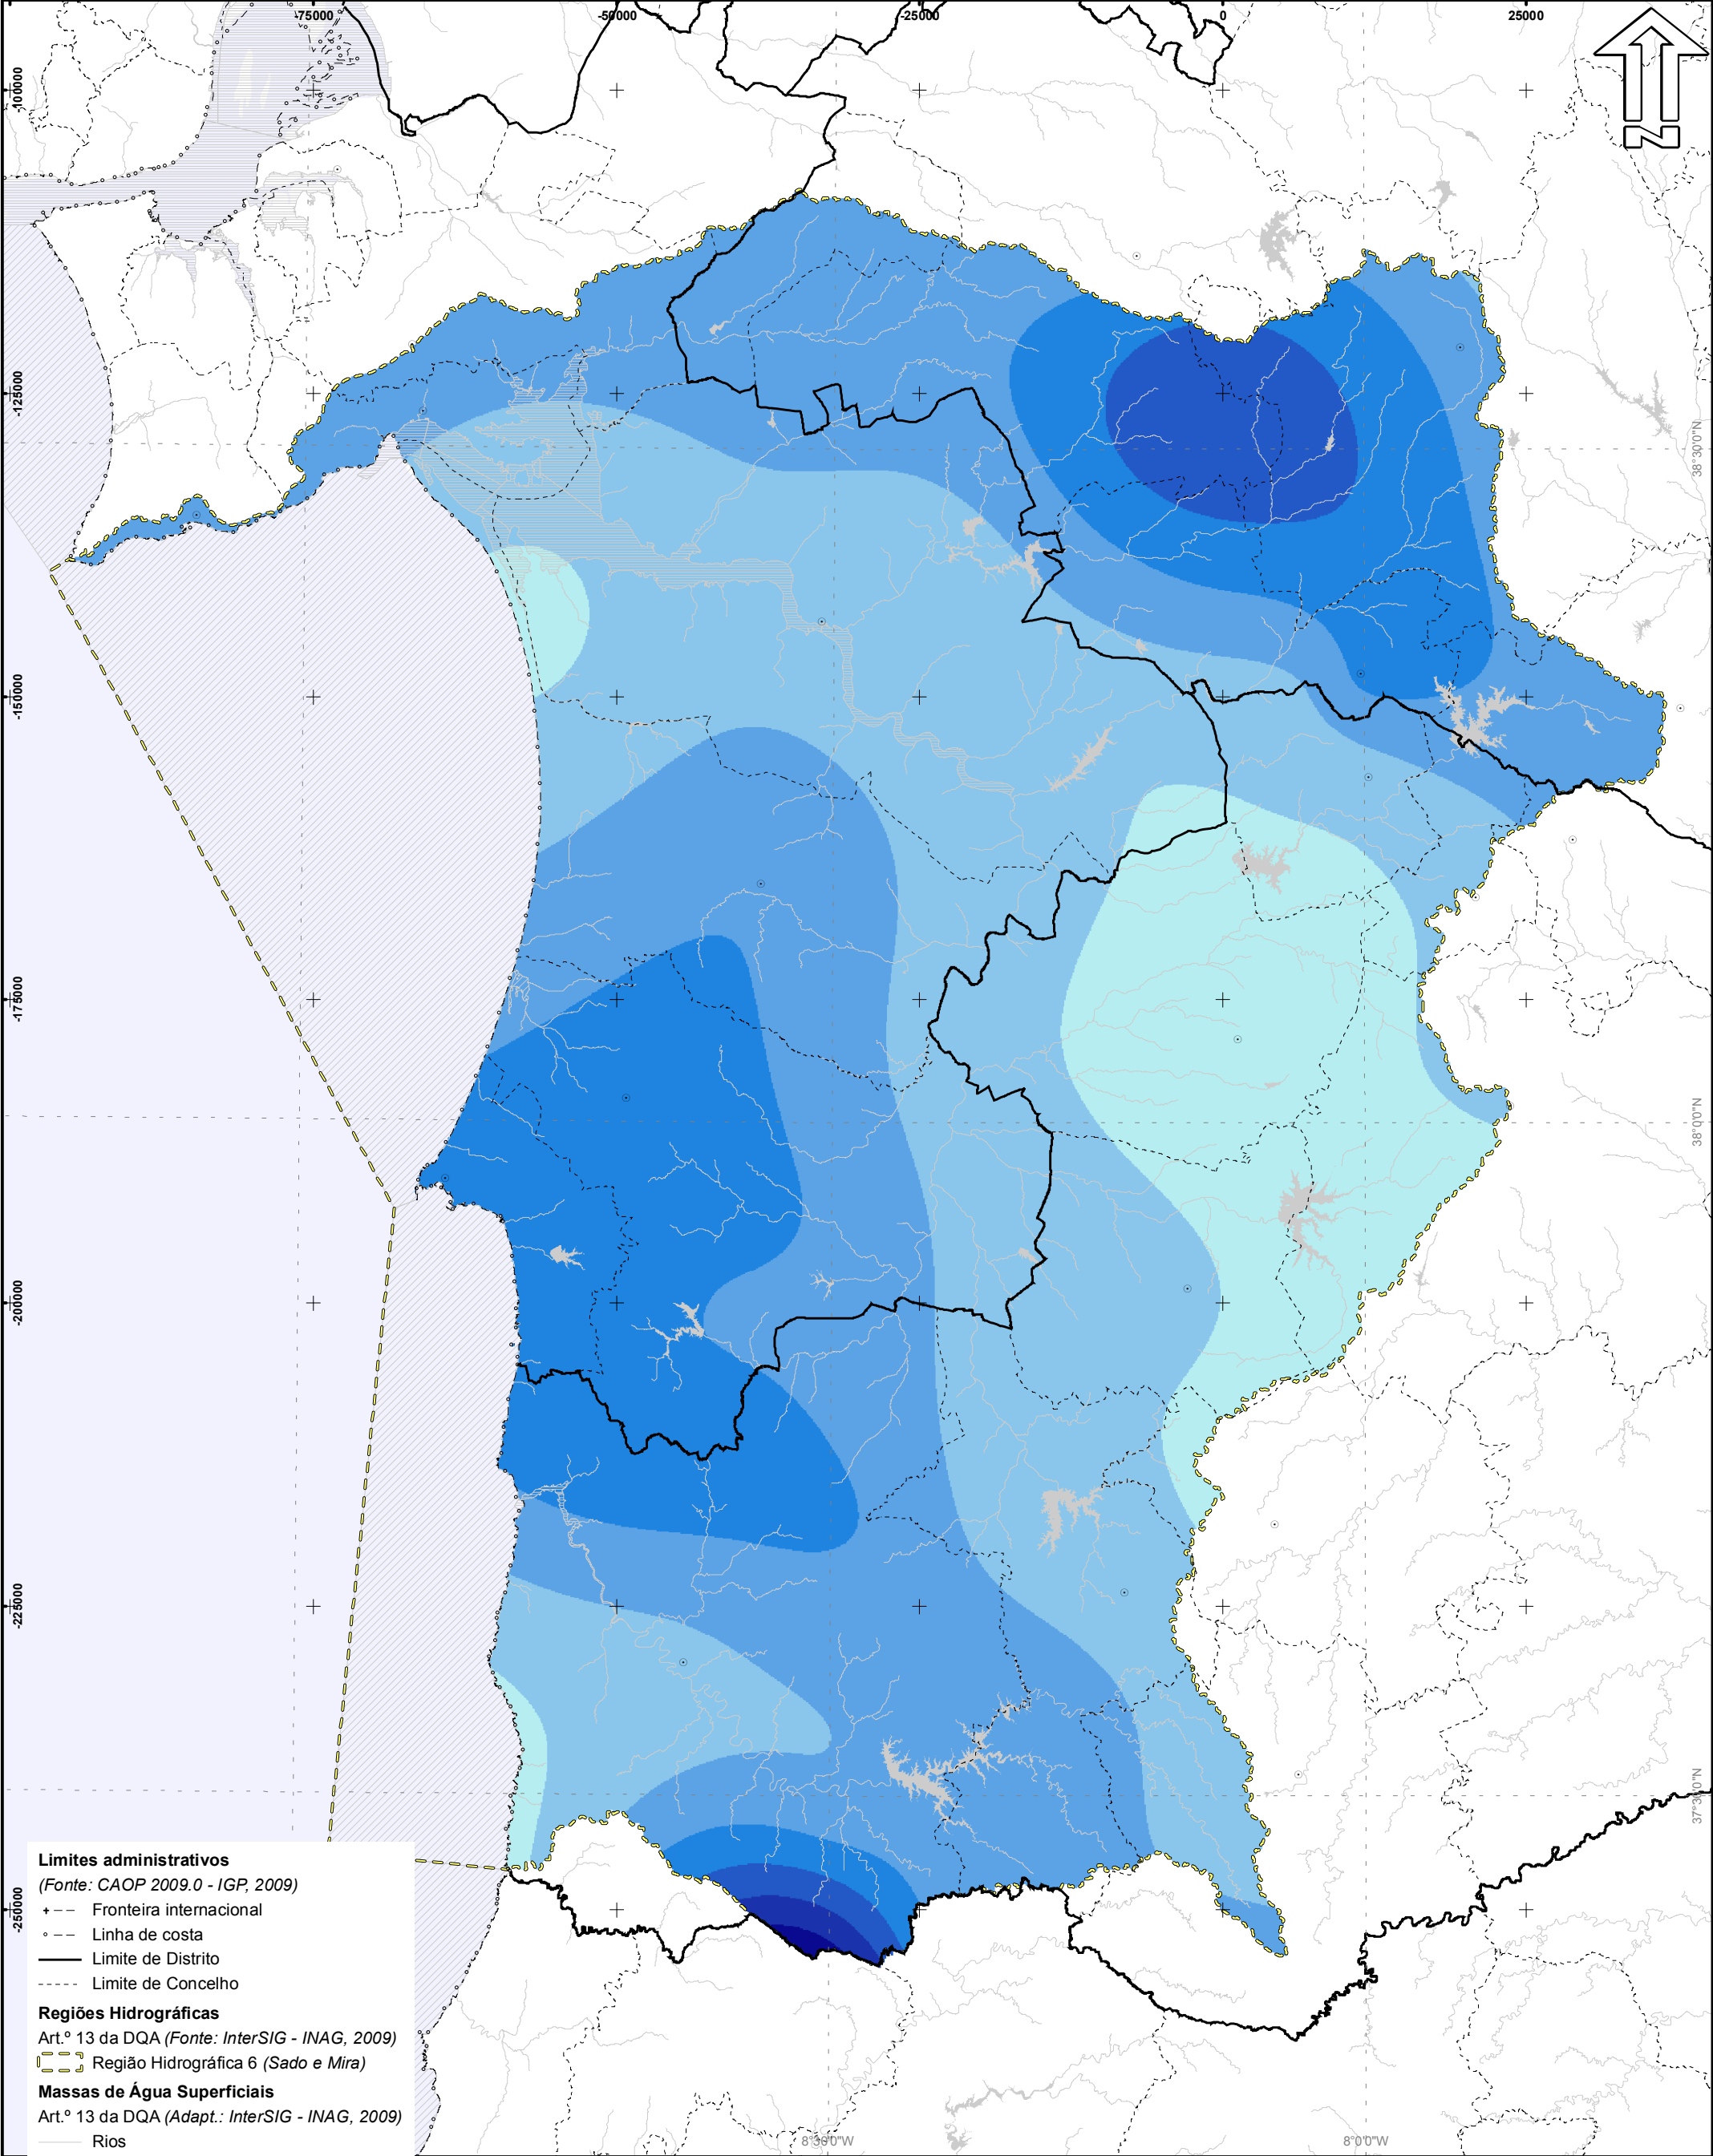 -75000
-50000
-25000
0
25000
N
-100000
-125000
-150000
-175000
-200000
-225000
-250000
38°30'0"N
38°0'0"N
37°30'0"N
8°30'0"W
8°0'0"W
Limites administrativos
(Fonte: CAOP 2009.0 - IGP, 2009)
Fronteira internacional
Linha de costa
Limite de Distrito
Limite de Concelho
Regiões Hidrográficas
Art.º 13 da DQA (Fonte: InterSIG - INAG, 2009)
Região Hidrográfica 6 (Sado e Mira)
Massas de Água Superficiais
Art.º 13 da DQA (Adapt.: InterSIG - INAG, 2009)
Rios